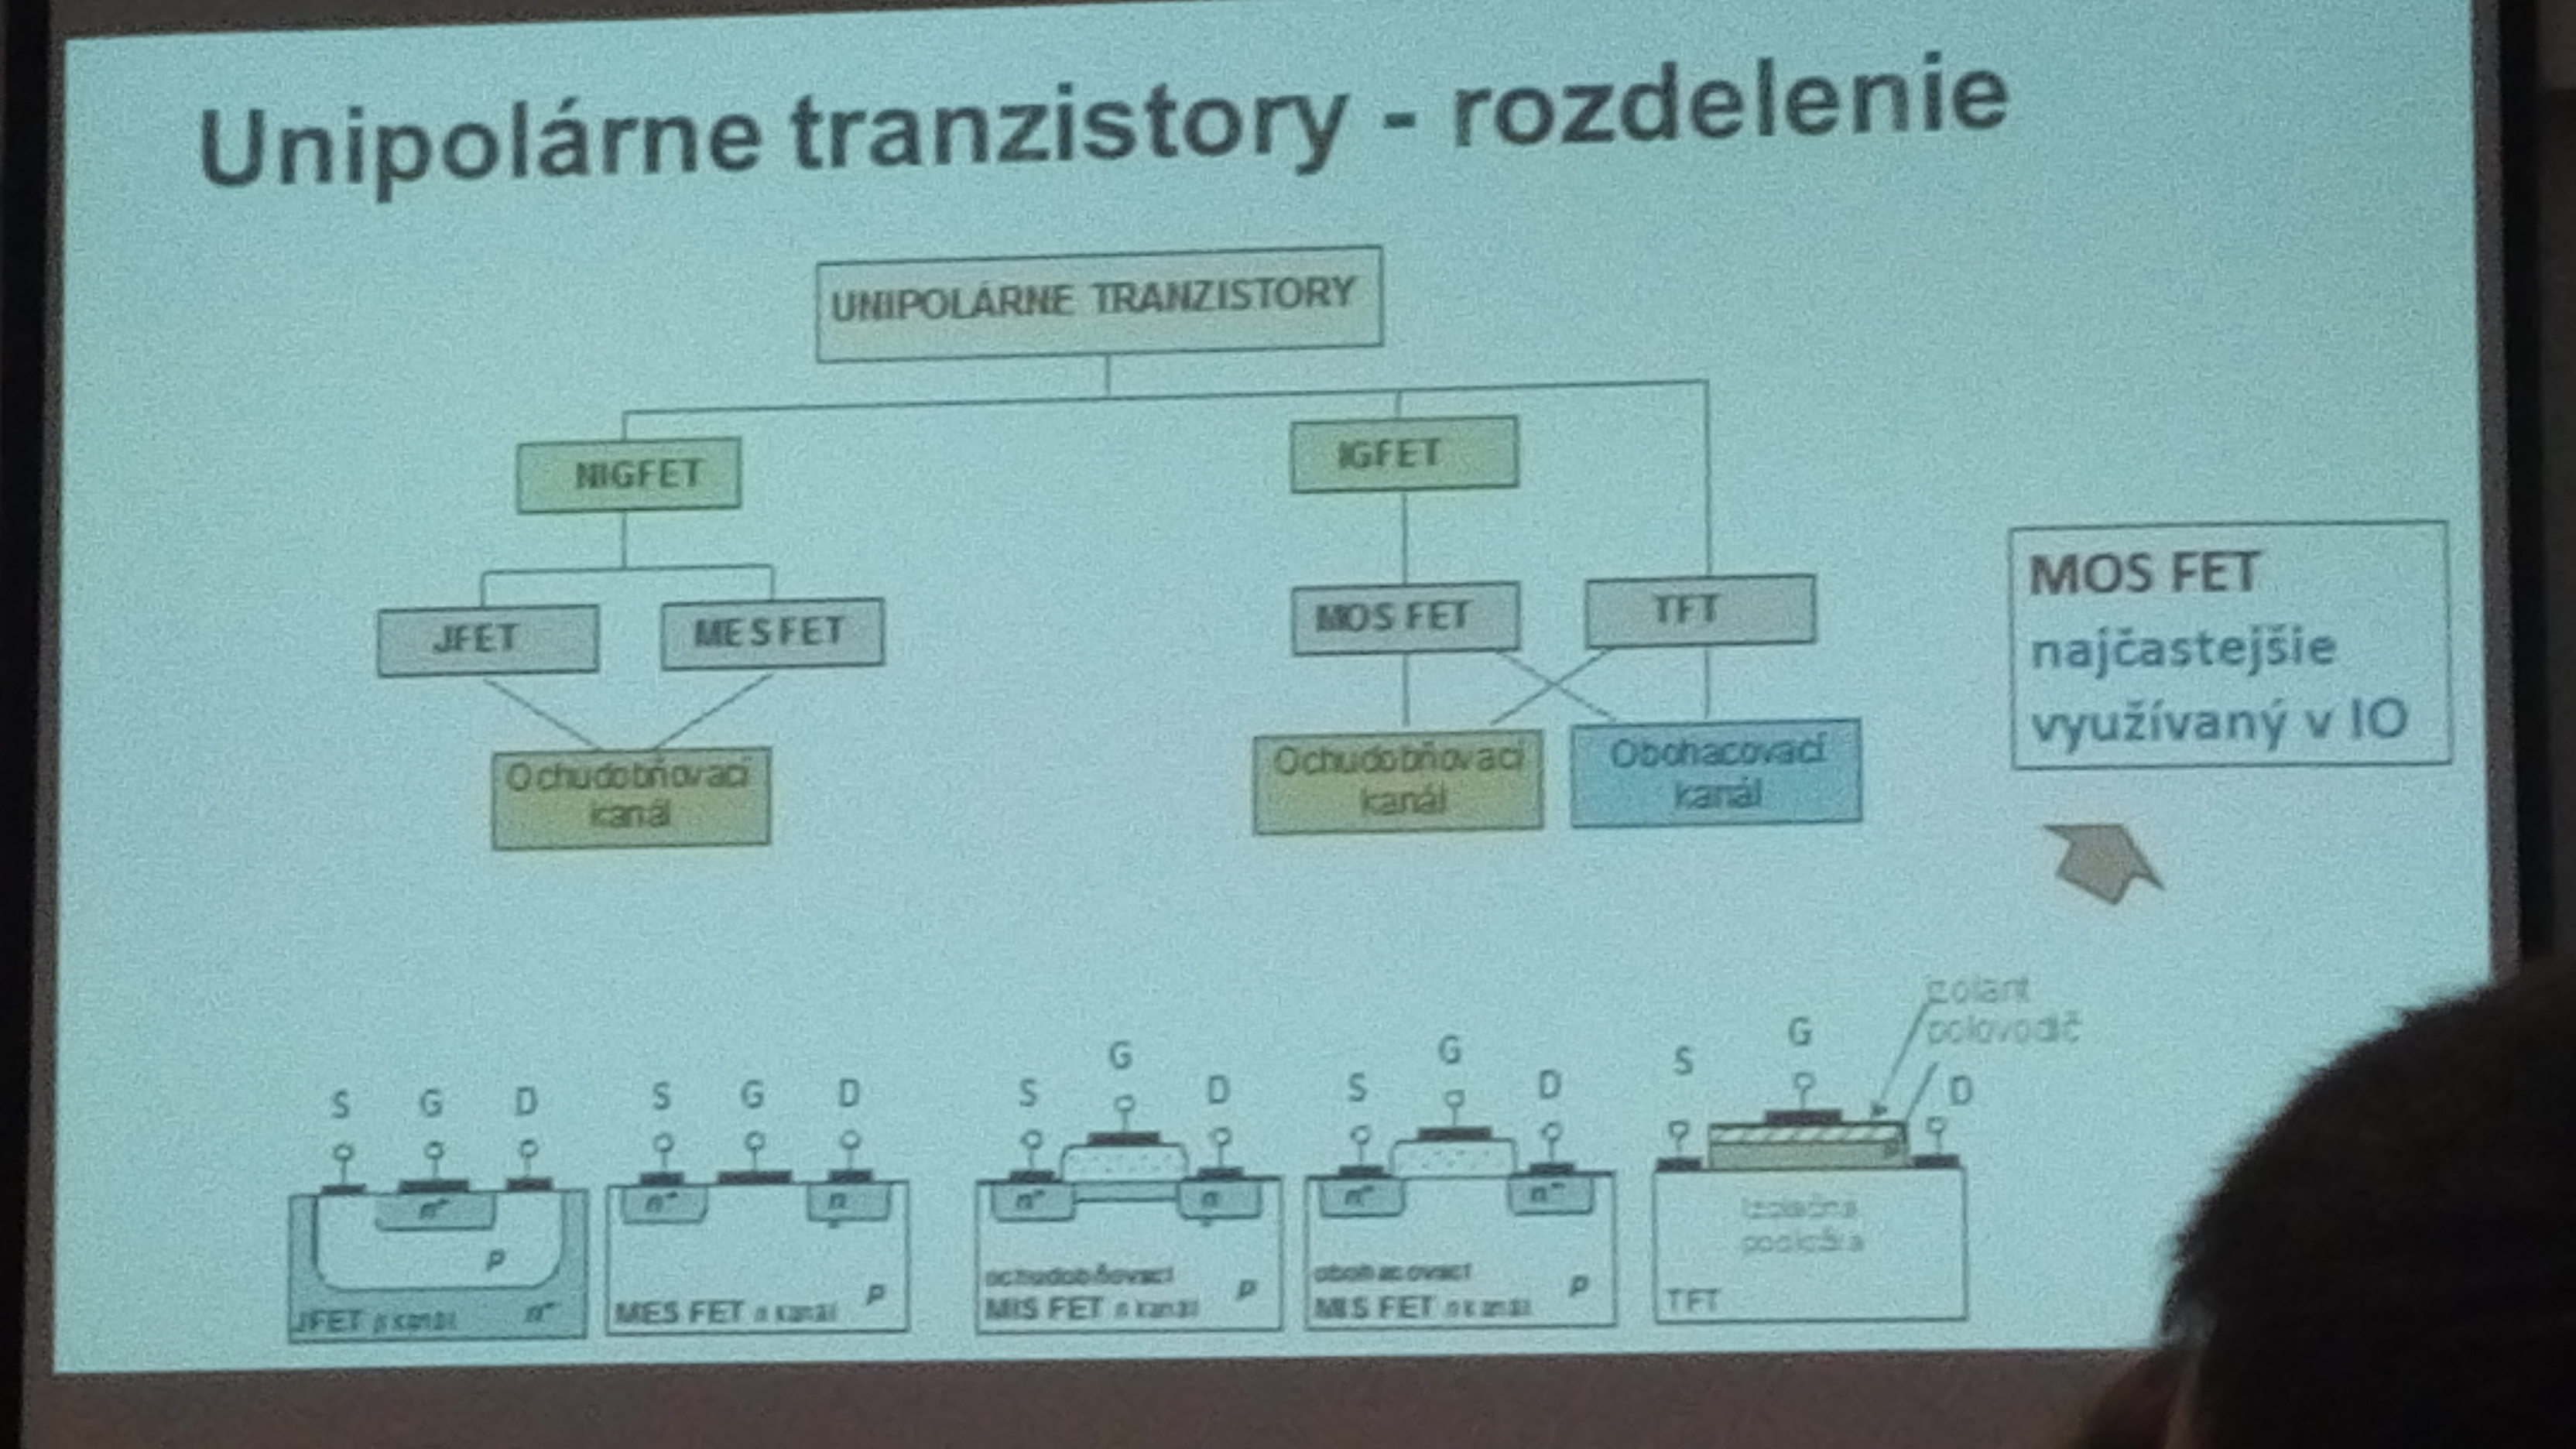 Unipolárne tranzistory - rozdelenie
UNIPOLÁRNE TRANZISTORY
NIGFET
IGFET
JFET
MESFET
MOS FET
TFT
Ochudobňovací
kanál
Ochudobňovací
kanál
Obohacovací
kanál
MOS FET
najčastejšie
využívaný v IO
S G D
n⁺
p
JFET p kanál n⁺
S G D
n⁺ n
p
MES FET n kanál
S G D
n⁺ n
ochudobňovací
MIS FET n kanál p
S G D
n⁺ n⁺
obohacovací
MIS FET n kanál p
izolant
polovodič
S G D
izolačná
podložka
TFT